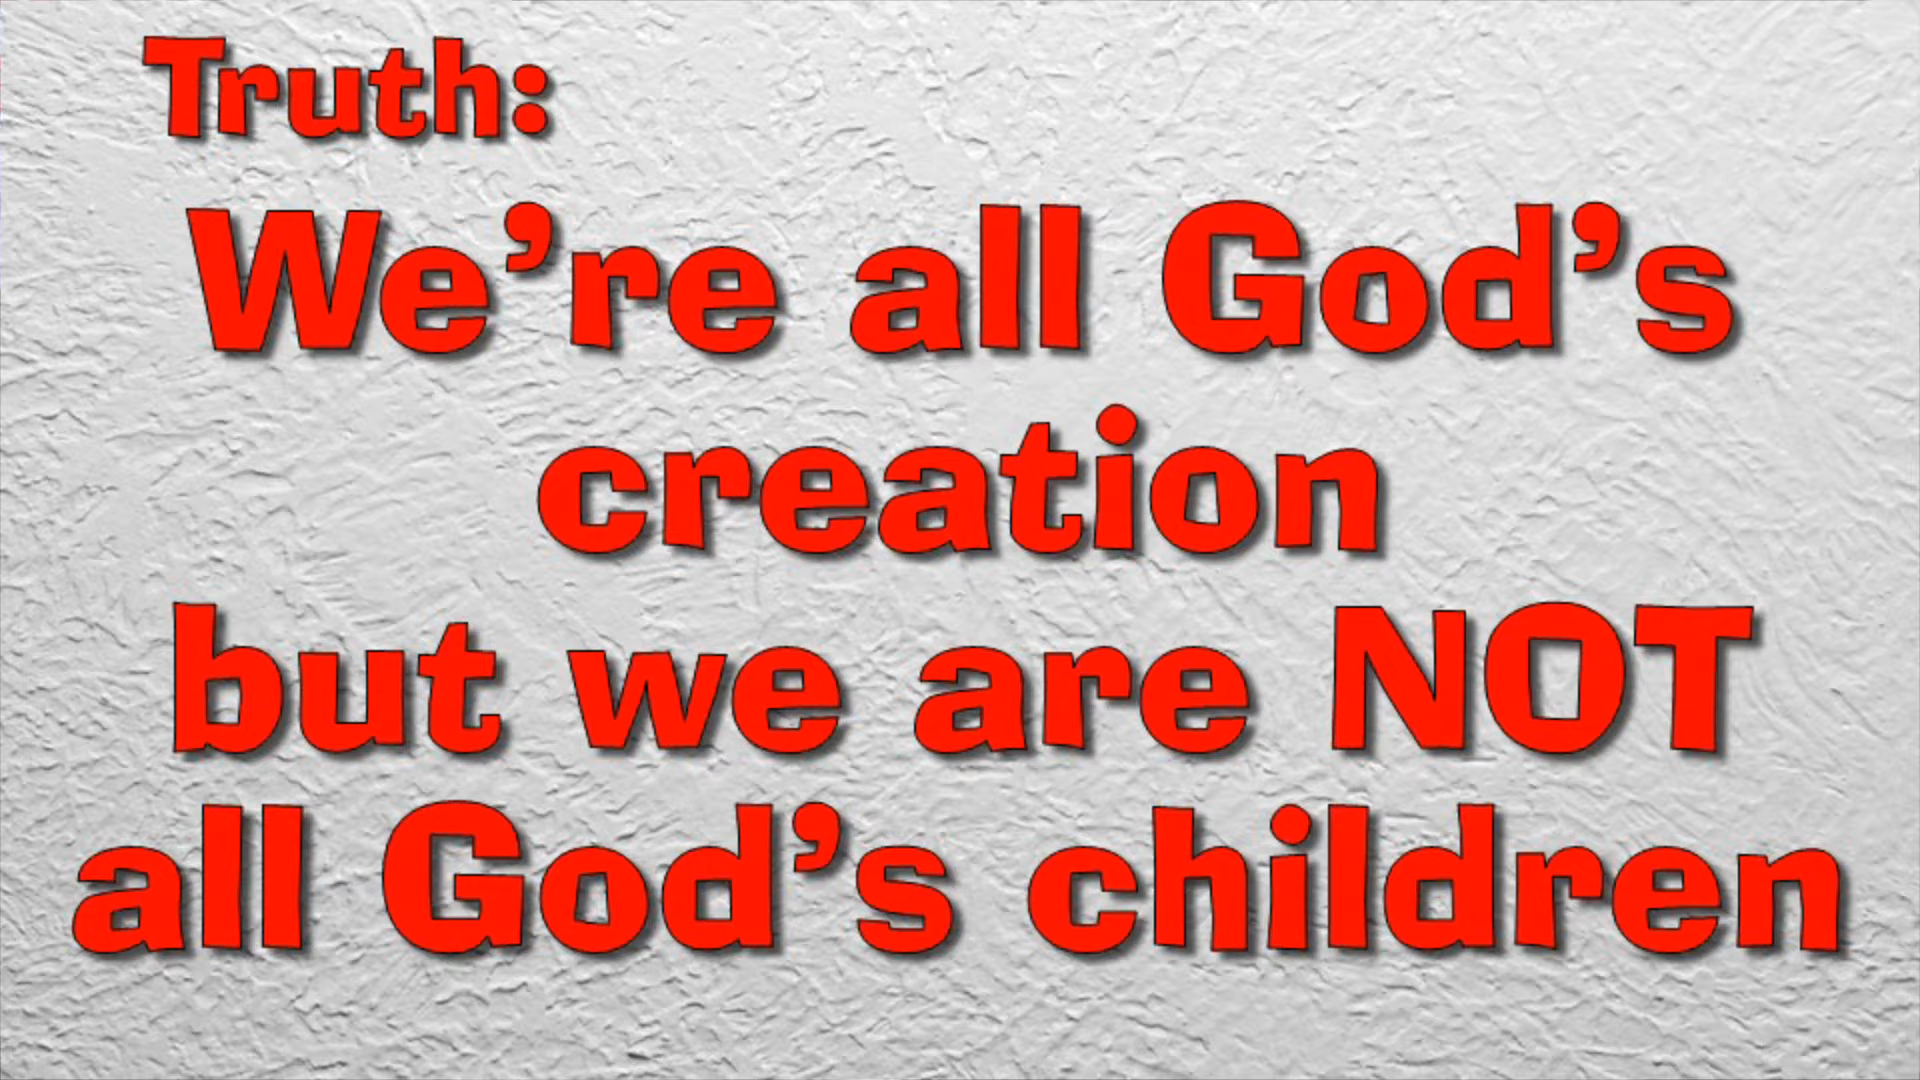 Truth:
We're all God's
creation
but we are NOT
all God's children